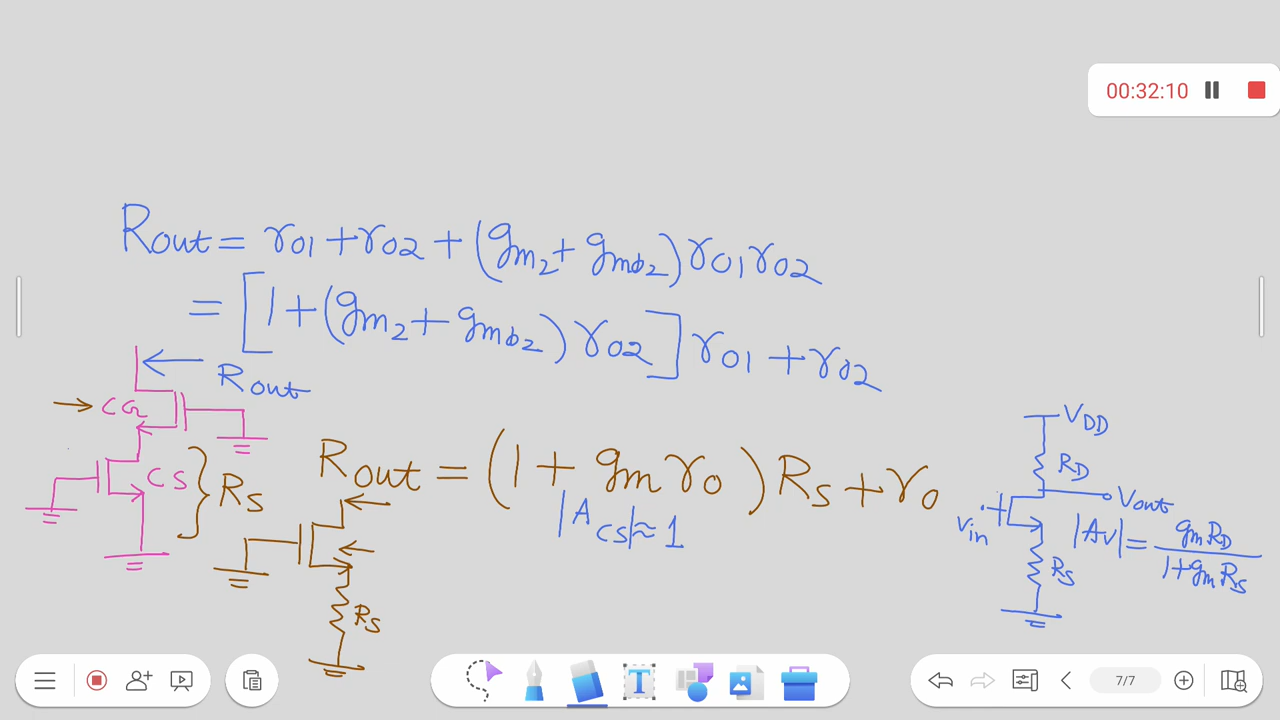 00:32:10
Rout = ro1 + ro2 + (gm2 + gmb2) ro1 ro2
= [1 + (gm2 + gmb2) ro2] ro1 + ro2
Rout
CG
CS
Rs
Rout = (1 + gm ro) Rs + ro
|Acs| ≈ 1
Rs
VDD
RD
Vout
Vin
|Av| = gm RD / 1 + gm Rs
Rs
T
7/7